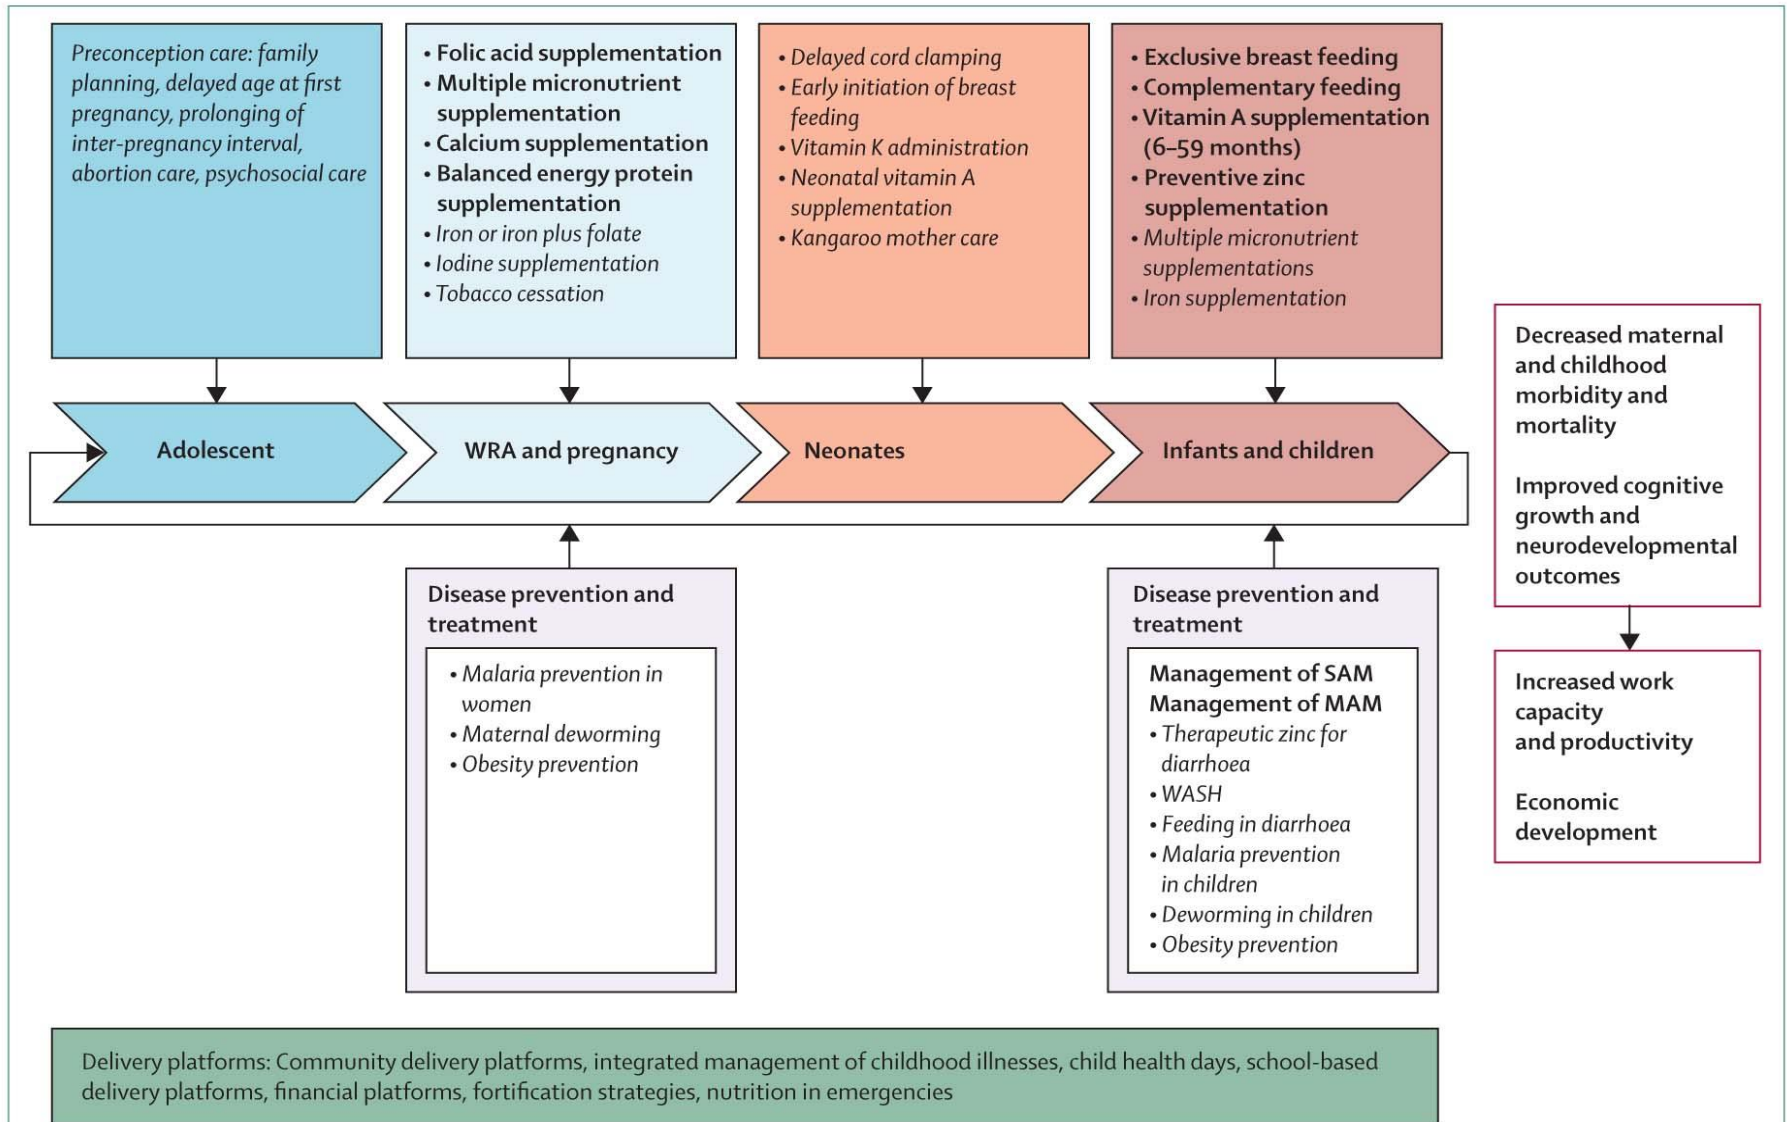 Preconception care: family
planning, delayed age at first
pregnancy, prolonging of
inter-pregnancy interval,
abortion care, psychosocial care
• Folic acid supplementation
• Multiple micronutrient
supplementation
• Calcium supplementation
• Balanced energy protein
supplementation
• Iron or iron plus folate
• Iodine supplementation
• Tobacco cessation
• Delayed cord clamping
• Early initiation of breast
feeding
• Vitamin K administration
• Neonatal vitamin A
supplementation
• Kangaroo mother care
• Exclusive breast feeding
• Complementary feeding
• Vitamin A supplementation
(6–59 months)
• Preventive zinc
supplementation
• Multiple micronutrient
supplementations
• Iron supplementation
Adolescent
WRA and pregnancy
Neonates
Infants and children
Disease prevention and
treatment
• Malaria prevention in
women
• Maternal deworming
• Obesity prevention
Disease prevention and
treatment
Management of SAM
Management of MAM
• Therapeutic zinc for
diarrhoea
• WASH
• Feeding in diarrhoea
• Malaria prevention
in children
• Deworming in children
• Obesity prevention
Decreased maternal
and childhood
morbidity and
mortality
Improved cognitive
growth and
neurodevelopmental
outcomes
Increased work
capacity
and productivity
Economic
development
Delivery platforms: Community delivery platforms, integrated management of childhood illnesses, child health days, school-based
delivery platforms, financial platforms, fortification strategies, nutrition in emergencies